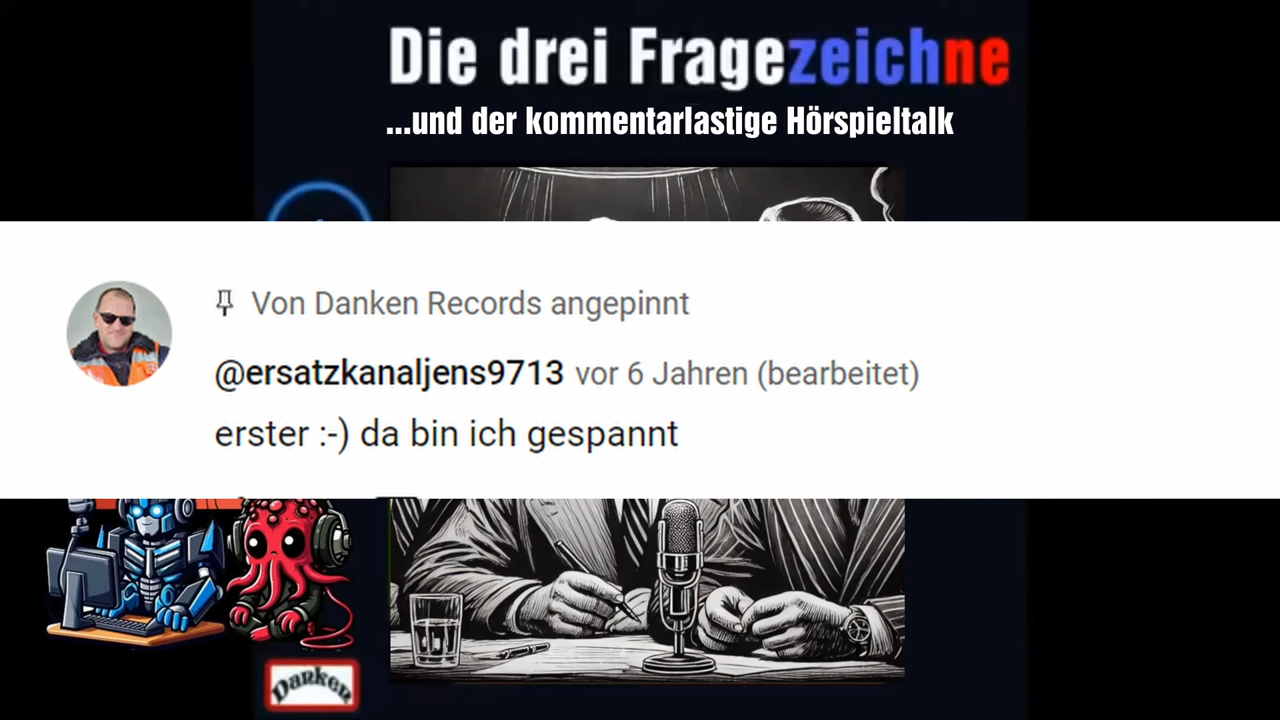 Die drei Fragezeichne
...und der kommentarlastige Hörspieltalk
Von Danken Records angepinnt
@ersatzkanaljens9713 vor 6 Jahren (bearbeitet)
erster :-) da bin ich gespannt
Danken